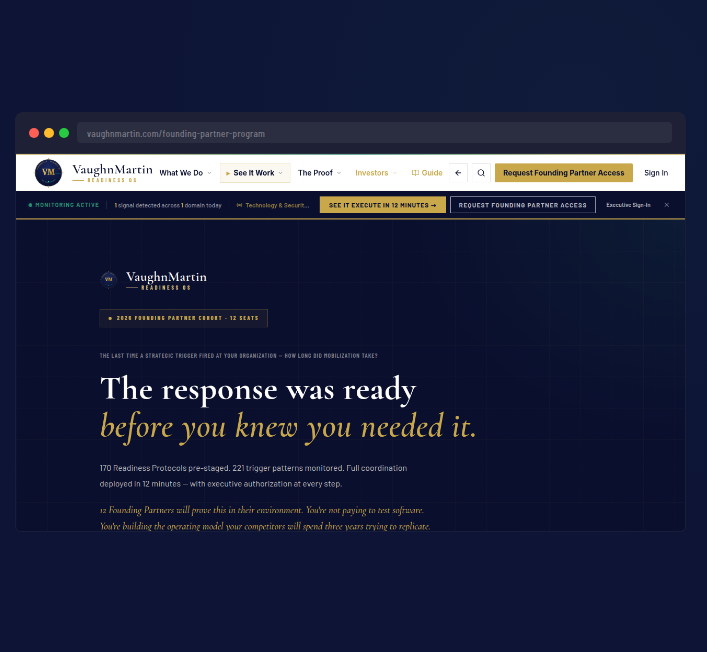 vaughnmartin.com/founding-partner-program
VM
VaughnMartin
READINESS OS
What We Do
See It Work
The Proof
Investors
Guide
Request Founding Partner Access
Sign In
MONITORING ACTIVE
1 signal detected across 1 domain today
Technology & Securit...
SEE IT EXECUTE IN 12 MINUTES →
REQUEST FOUNDING PARTNER ACCESS
Executive Sign-In
VM
VaughnMartin
READINESS OS
2026 FOUNDING PARTNER COHORT · 12 SEATS
THE LAST TIME A STRATEGIC TRIGGER FIRED AT YOUR ORGANIZATION — HOW LONG DID MOBILIZATION TAKE?
The response was ready
before you knew you needed it.
170 Readiness Protocols pre-staged. 221 trigger patterns monitored. Full coordination
deployed in 12 minutes — with executive authorization at every step.
12 Founding Partners will prove this in their environment. You're not paying to test software.
You're building the operating model your competitors will spend three years trying to replicate.